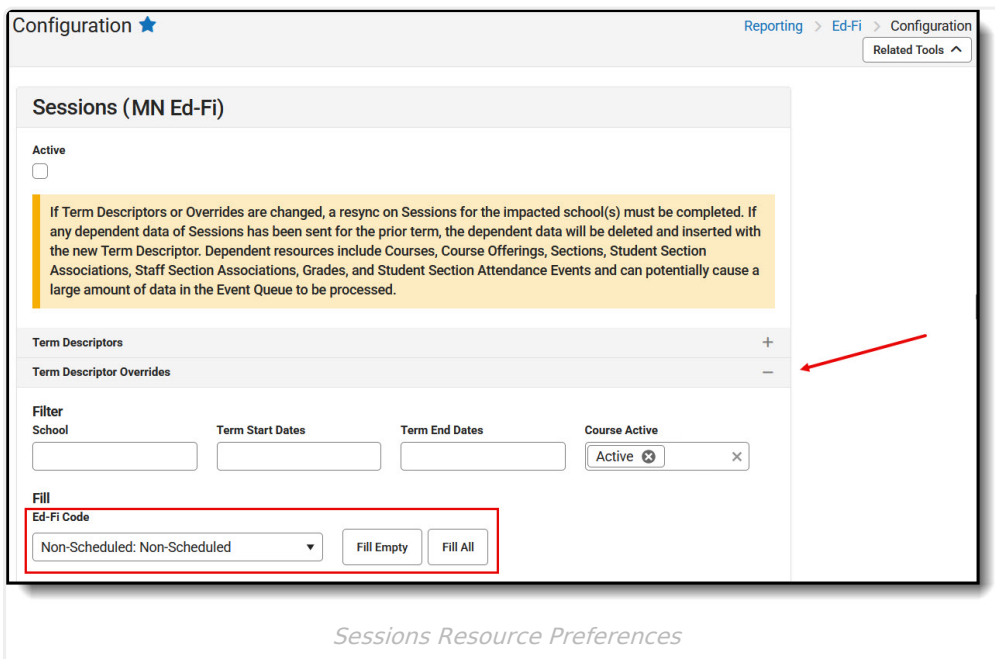 Configuration
Reporting > Ed-Fi > Configuration
Related Tools
Sessions (MN Ed-Fi)
Active
If Term Descriptors or Overrides are changed, a resync on Sessions for the impacted school(s) must be completed. If
any dependent data of Sessions has been sent for the prior term, the dependent data will be deleted and inserted with
the new Term Descriptor. Dependent resources include Courses, Course Offerings, Sections, Student Section
Associations, Staff Section Associations, Grades, and Student Section Attendance Events and can potentially cause a
large amount of data in the Event Queue to be processed.
Term Descriptors
Term Descriptor Overrides
Filter
School Term Start Dates Term End Dates Course Active
Active
Fill
Ed-Fi Code
Non-Scheduled: Non-Scheduled Fill Empty Fill All
Sessions Resource Preferences